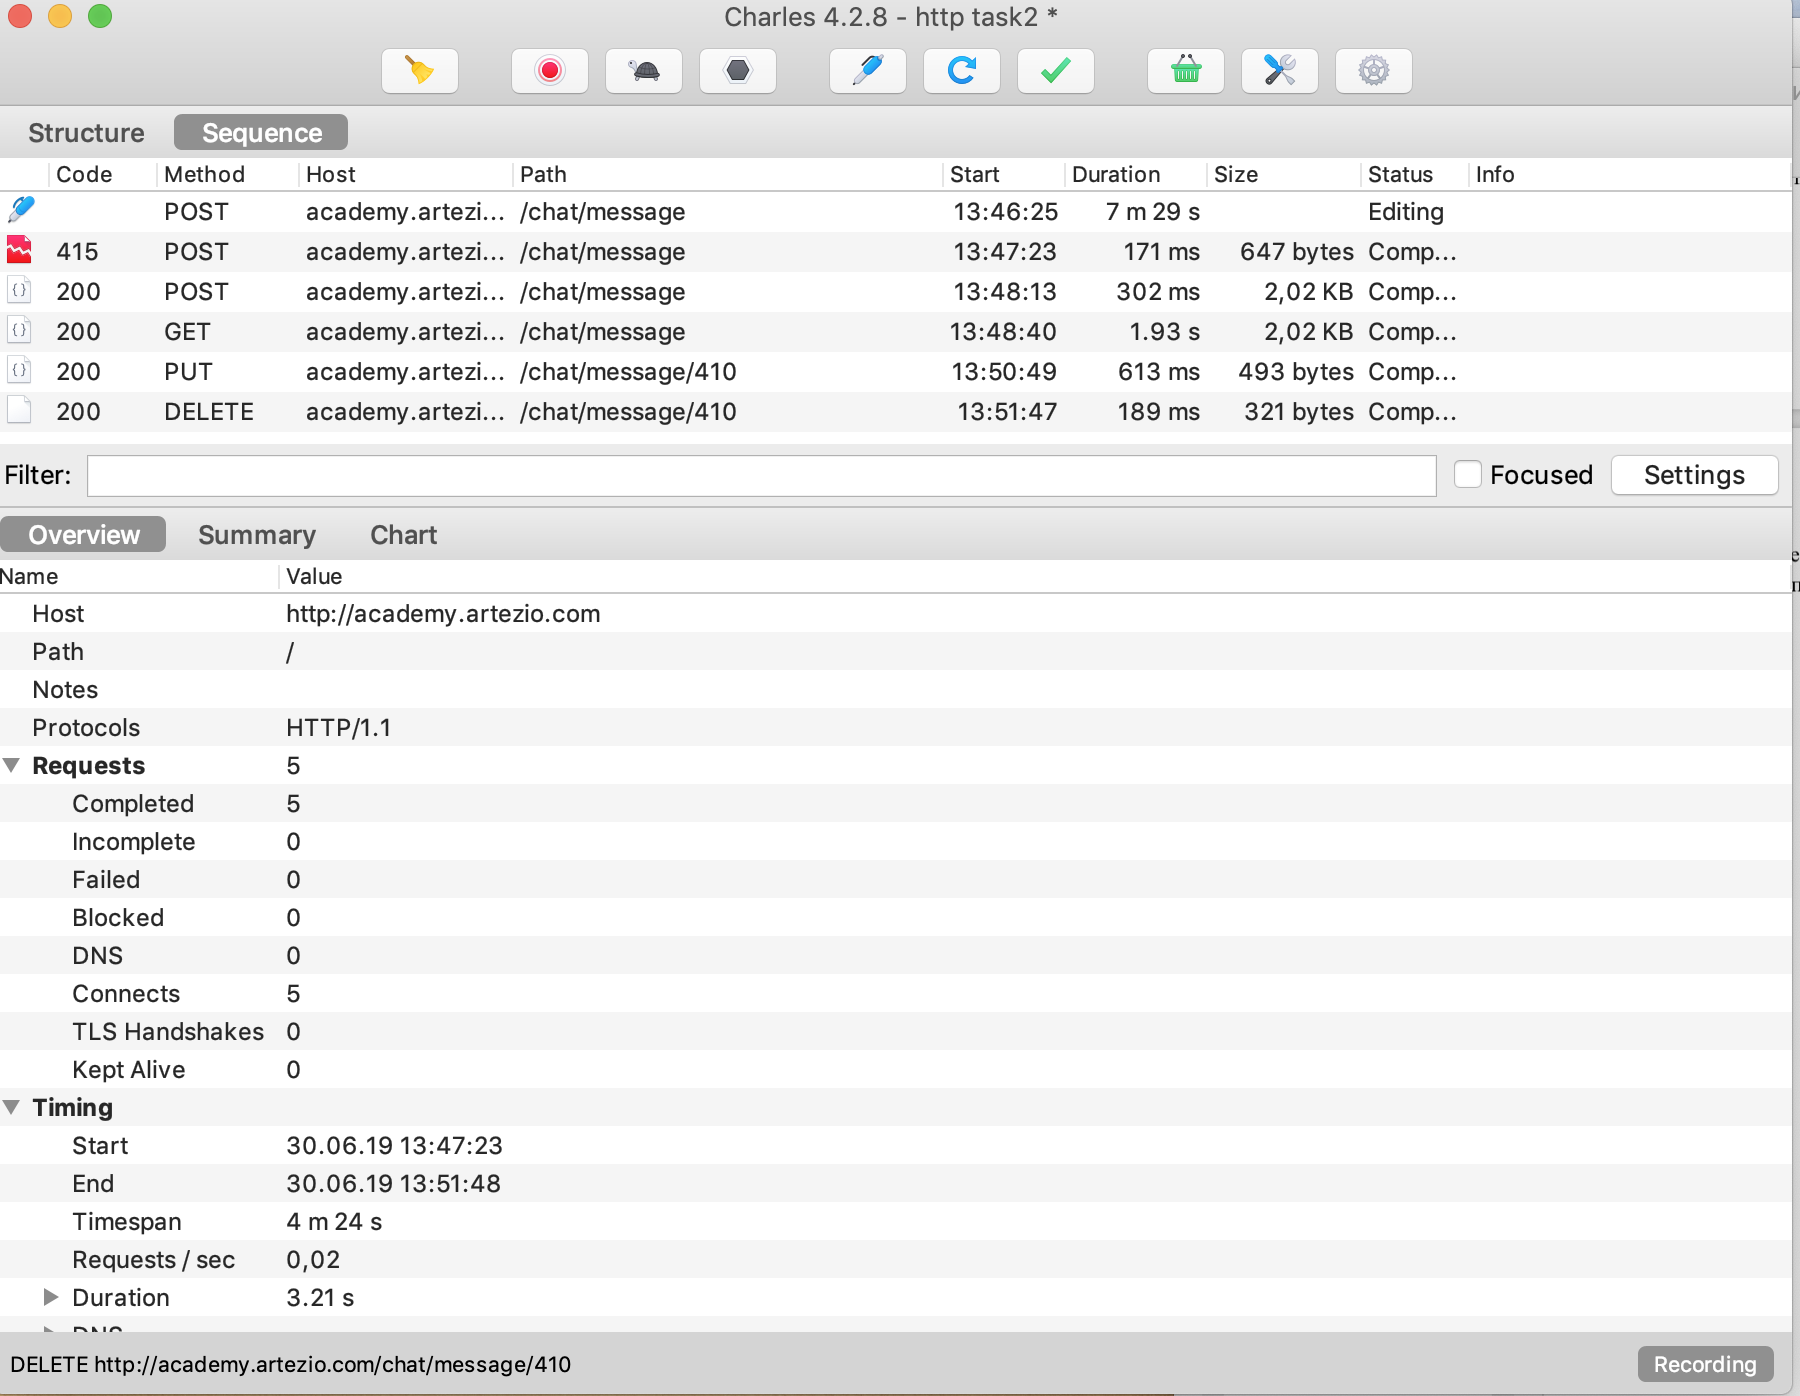 Charles 4.2.8 - http task2 *
Structure Sequence
Code Method Host Path Start Duration Size Status Info
POST academy.artezi... /chat/message 13:46:25 7 m 29 s Editing
415 POST academy.artezi... /chat/message 13:47:23 171 ms 647 bytes Comp...
200 POST academy.artezi... /chat/message 13:48:13 302 ms 2,02 KB Comp...
200 GET academy.artezi... /chat/message 13:48:40 1.93 s 2,02 KB Comp...
200 PUT academy.artezi... /chat/message/410 13:50:49 613 ms 493 bytes Comp...
200 DELETE academy.artezi... /chat/message/410 13:51:47 189 ms 321 bytes Comp...
Filter: Focused Settings
Overview Summary Chart
Name Value
Host http://academy.artezio.com
Path /
Notes
Protocols HTTP/1.1
Requests 5
Completed 5
Incomplete 0
Failed 0
Blocked 0
DNS 0
Connects 5
TLS Handshakes 0
Kept Alive 0
Timing
Start 30.06.19 13:47:23
End 30.06.19 13:51:48
Timespan 4 m 24 s
Requests / sec 0,02
Duration 3.21 s
DNS
DELETE http://academy.artezio.com/chat/message/410 Recording